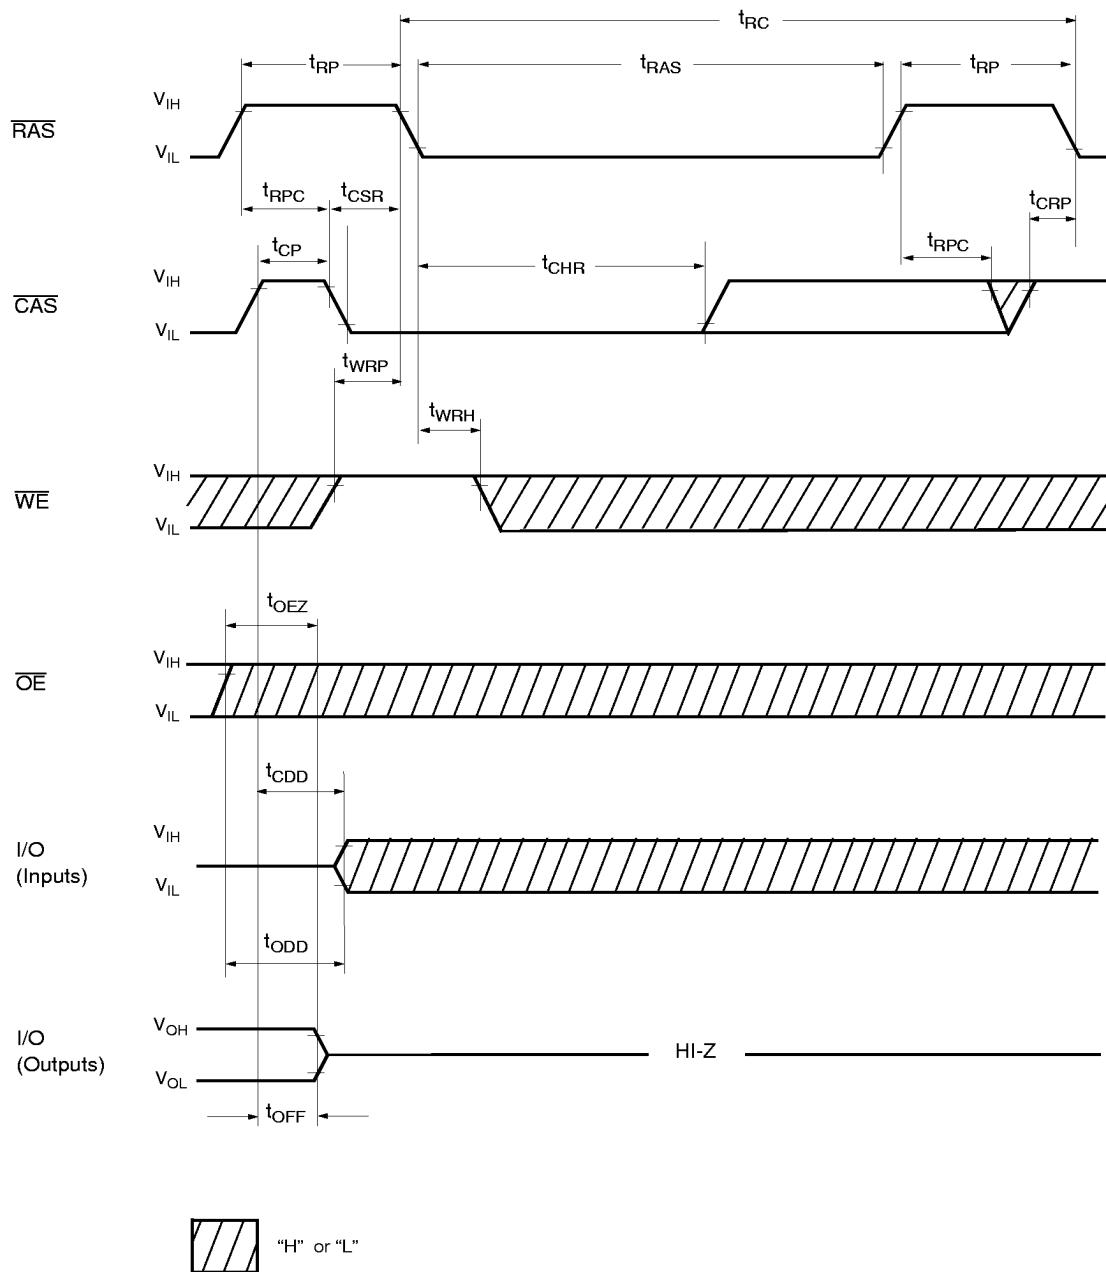 tRC
tRP tRAS tRP
VIH
RAS
VIL
tRPC tCSR tCRP
tCP tCHR tRPC
VIH
CAS
VIL
tWRP
tWRH
VIH
WE
VIL
tOEZ
VIH
OE
VIL
tCDD
VIH
I/O
(Inputs)
VIL
tODD
VOH
I/O
(Outputs)
HI-Z
VOL
tOFF
“H” or “L”